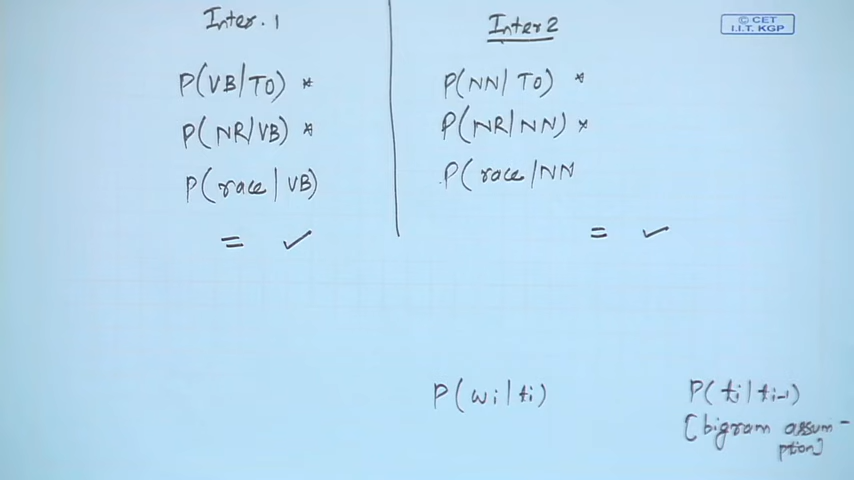 Inter. 1
P(VB/TO) *
P(NR/VB) *
P(race/VB)
= ✓
Inter 2
P(NN/TO) *
P(NR/NN) *
P(race/NN
= ✓
© CET
I.I.T. KGP
P(wi/ti)
P(ti/ti-1)
[bigram assum-
ption]